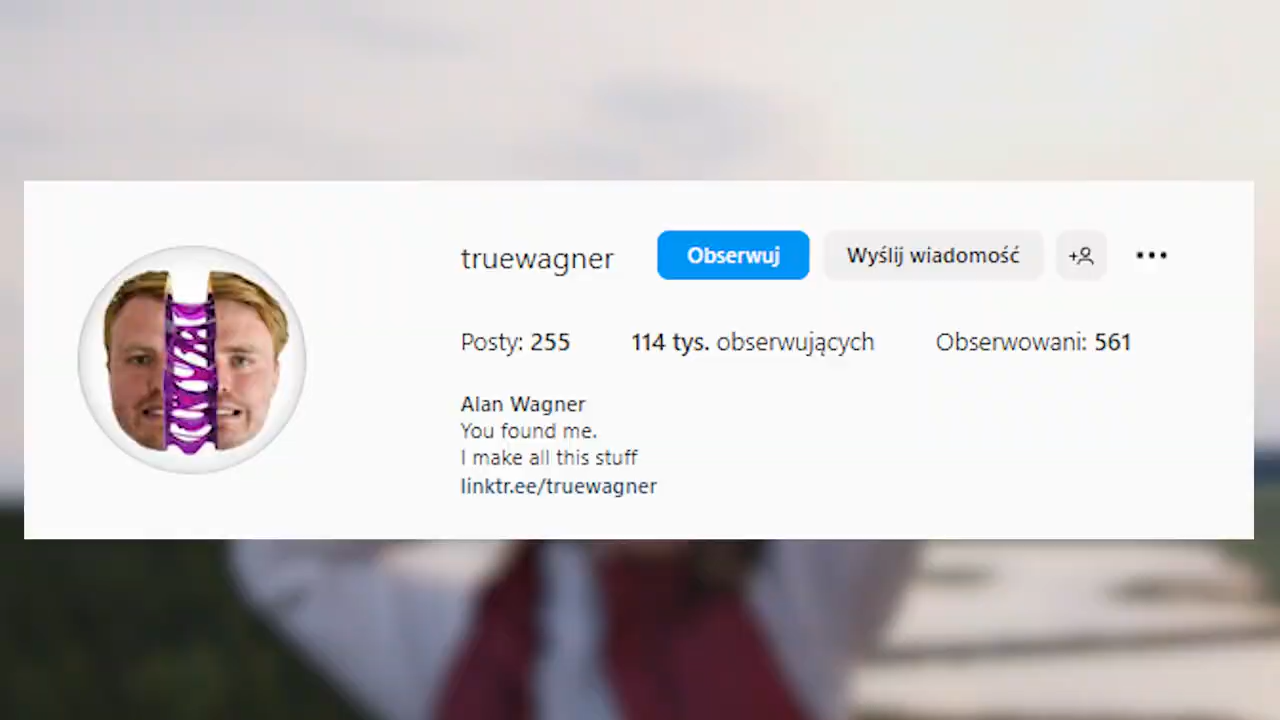 truewagner Obserwuj Wyślij wiadomość
Posty: 255 114 tys. obserwujących Obserwowani: 561
Alan Wagner
You found me.
I make all this stuff
linktr.ee/truewagner